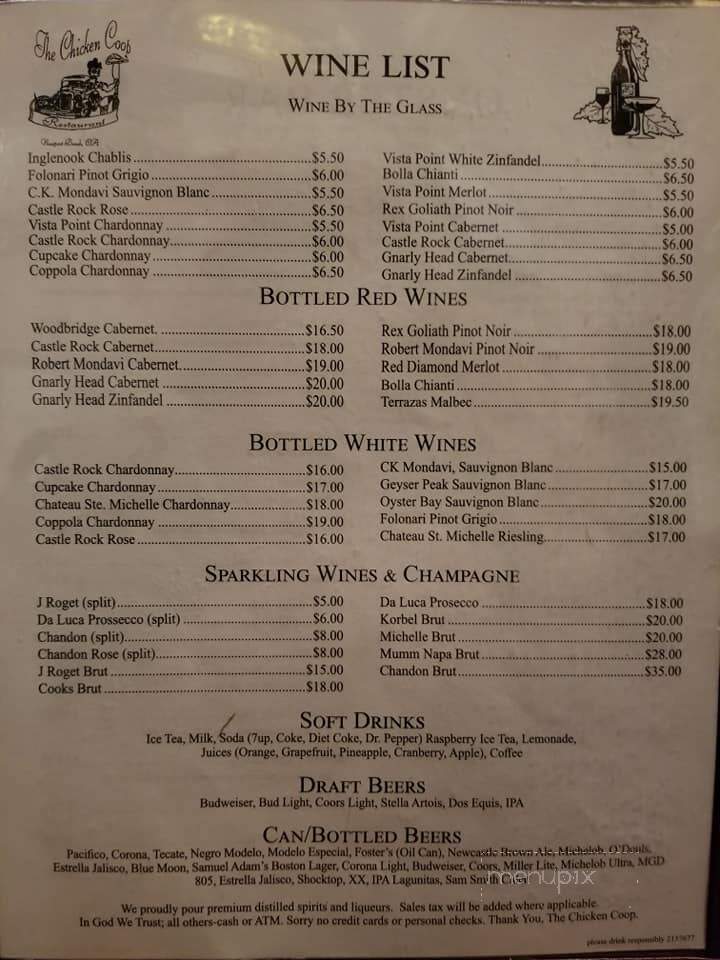 The Chicken Coop
Restaurant
WINE LIST
WINE BY THE GLASS
Inglenook Chablis $5.50
Folonari Pinot Grigio $6.00
C.K. Mondavi Sauvignon Blanc $5.50
Castle Rock Rose $6.50
Vista Point Chardonnay $5.50
Castle Rock Chardonnay $6.00
Cupcake Chardonnay $6.00
Coppola Chardonnay $6.50
Vista Point White Zinfandel $5.50
Bolla Chianti $6.50
Vista Point Merlot $5.50
Rex Goliath Pinot Noir $6.00
Vista Point Cabernet $5.00
Castle Rock Cabernet $6.00
Gnarly Head Cabernet $6.50
Gnarly Head Zinfandel $6.50
BOTTLED RED WINES
Woodbridge Cabernet. $16.50
Castle Rock Cabernet $18.00
Robert Mondavi Cabernet $19.00
Gnarly Head Cabernet $20.00
Gnarly Head Zinfandel $20.00
Rex Goliath Pinot Noir $18.00
Robert Mondavi Pinot Noir $19.00
Red Diamond Merlot $18.00
Bolla Chianti $18.00
Terrazas Malbec $19.50
BOTTLED WHITE WINES
Castle Rock Chardonnay $16.00
Cupcake Chardonnay $17.00
Chateau Ste. Michelle Chardonnay $18.00
Coppola Chardonnay $19.00
Castle Rock Rose $16.00
CK Mondavi, Sauvignon Blanc $15.00
Geyser Peak Sauvignon Blanc $17.00
Oyster Bay Sauvignon Blanc $20.00
Folonari Pinot Grigio $18.00
Chateau St. Michelle Riesling $17.00
SPARKLING WINES & CHAMPAGNE
J Roget (split) $5.00
Da Luca Prossecco (split) $6.00
Chandon (split) $8.00
Chandon Rose (split) $8.00
J Roget Brut $15.00
Cooks Brut $18.00
Da Luca Prosecco $18.00
Korbel Brut $20.00
Michelle Brut $20.00
Mumm Napa Brut $28.00
Chandon Brut $35.00
SOFT DRINKS
Ice Tea, Milk, Soda (7up, Coke, Diet Coke, Dr. Pepper) Raspberry Ice Tea, Lemonade,
Juices (Orange, Grapefruit, Pineapple, Cranberry, Apple), Coffee
DRAFT BEERS
Budweiser, Bud Light, Coors Light, Stella Artois, Dos Equis, IPA
CAN/BOTTLED BEERS
Pacifico, Corona, Tecate, Negro Modelo, Modelo Especial, Foster's (Oil Can), Newcastle Brown Ale, Michelob, O'Douls,
Estrella Jalisco, Blue Moon, Samuel Adam's Boston Lager, Corona Light, Budweiser, Coors, Miller Lite, Michelob Ultra, MGD
805, Estrella Jalisco, Shocktop, XX, IPA Lagunitas, Sam Smith Cider
menupix
We proudly pour premium distilled spirits and liqueurs. Sales tax will be added where applicable.
In God We Trust; all others-cash or ATM. Sorry no credit cards or personal checks. Thank You, The Chicken Coop.
please drink responsibly